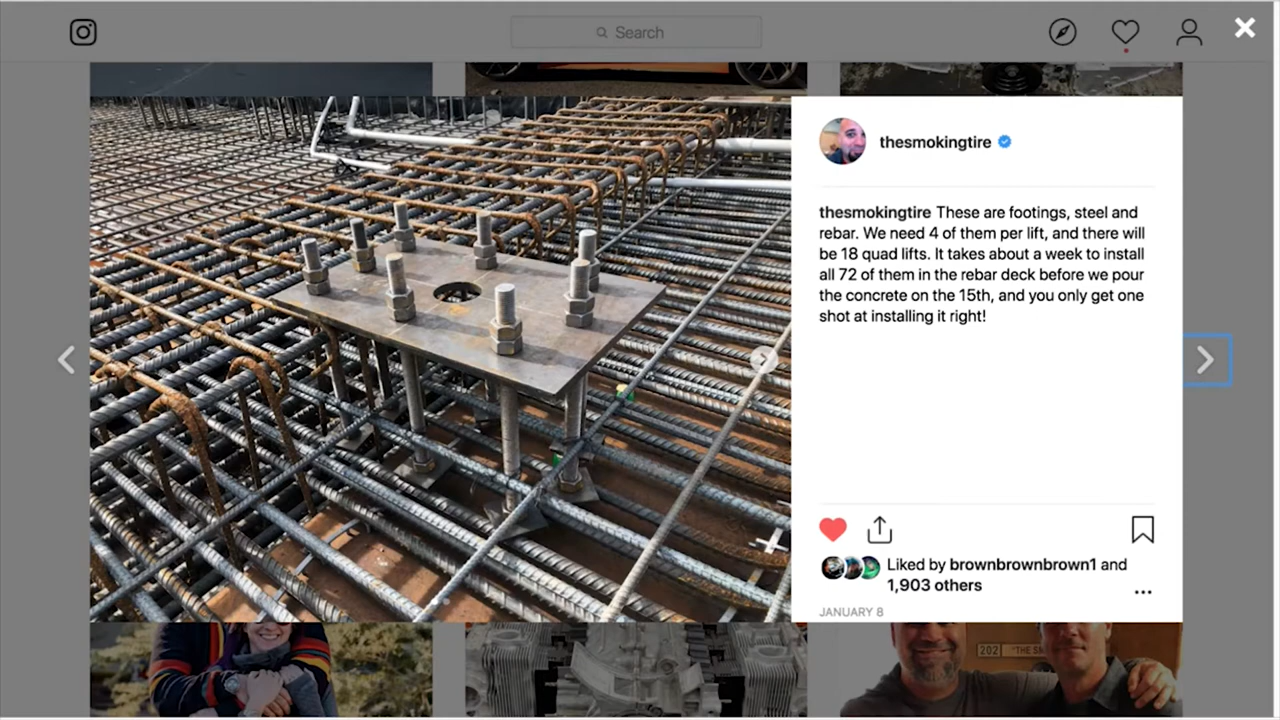 Search
thesmokingtire
thesmokingtire These are footings, steel and
rebar. We need 4 of them per lift, and there will
be 18 quad lifts. It takes about a week to install
all 72 of them in the rebar deck before we pour
the concrete on the 15th, and you only get one
shot at installing it right!
Liked by brownbrownbrown1 and
1,903 others
JANUARY 8
202 "THE SM